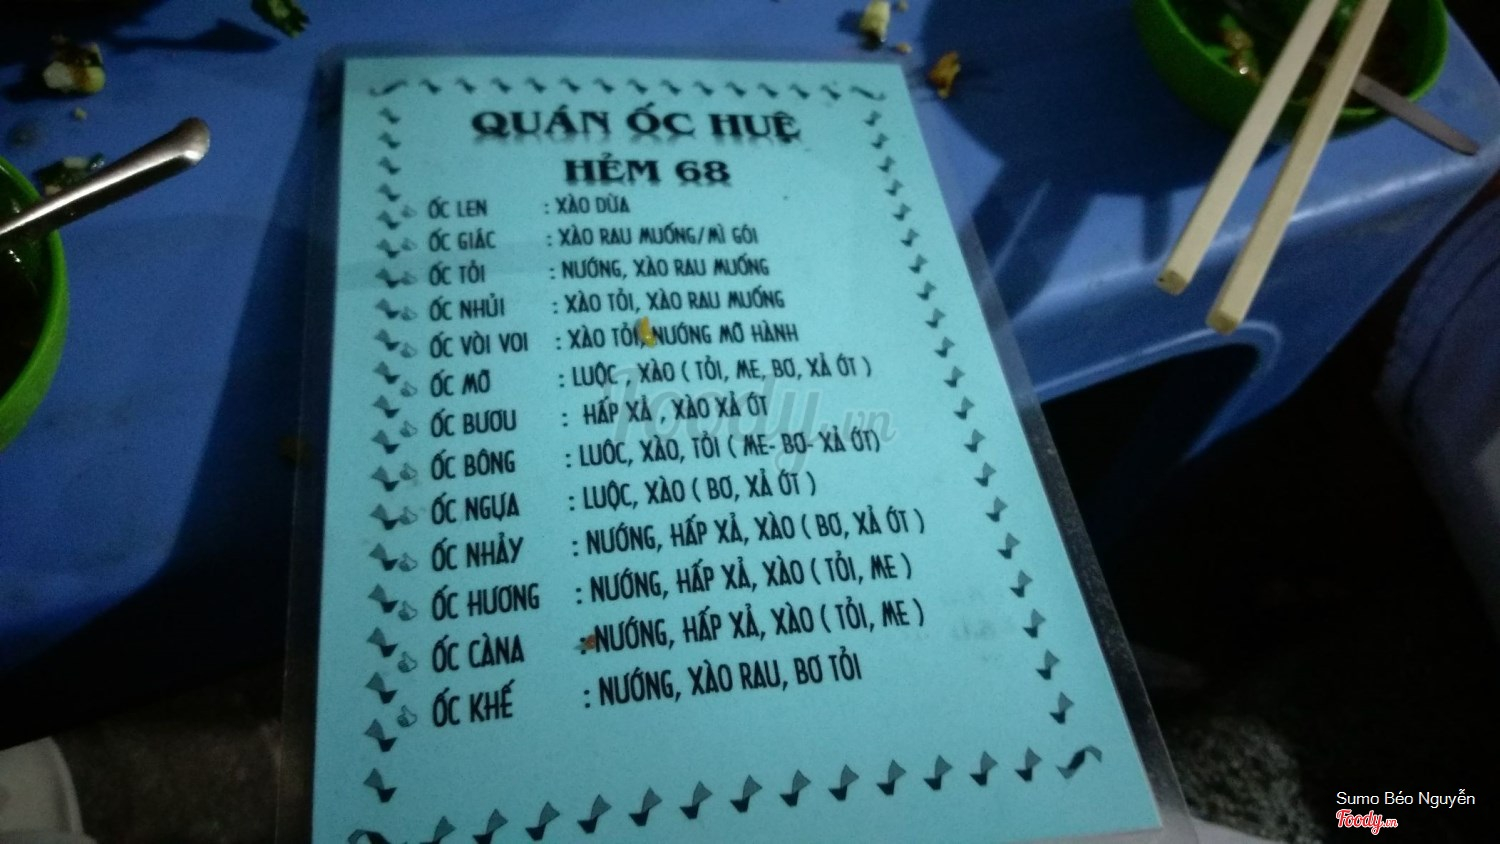 QUÁN ỐC HUỆ
HẺM 68
ỐC LEN : XÀO DỪA
ỐC GIÁC : XÀO RAU MUỐNG/MÌ GÓI
ỐC TỎI : NƯỚNG, XÀO RAU MUỐNG
ỐC NHỦI : XÀO TỎI, XÀO RAU MUỐNG
ỐC VÒI VOI : XÀO TỎI, NƯỚNG MỠ HÀNH
ỐC MỠ : LUỘC , XÀO ( TỎI, ME, BƠ, XẢ ỚT )
ỐC BƯƠU : HẤP XẢ , XÀO XẢ ỚT
ỐC BÔNG : LUÔC, XÀO, TỎI ( ME- BƠ- XẢ ỚT)
ỐC NGỰA : LUỘC, XÀO ( BƠ, XẢ ỚT )
ỐC NHẢY : NƯỚNG, HẤP XẢ, XÀO ( BƠ, XẢ ỚT )
ỐC HƯƠNG : NƯỚNG, HẤP XẢ, XÀO ( TỎI, ME )
ỐC CÀNA : NƯỚNG, HẤP XẢ, XÀO ( TỎI, ME )
ỐC KHẾ : NƯỚNG, XÀO RAU, BƠ TỎI
Foody.vn
Sumo Béo Nguyễn
Foody.vn